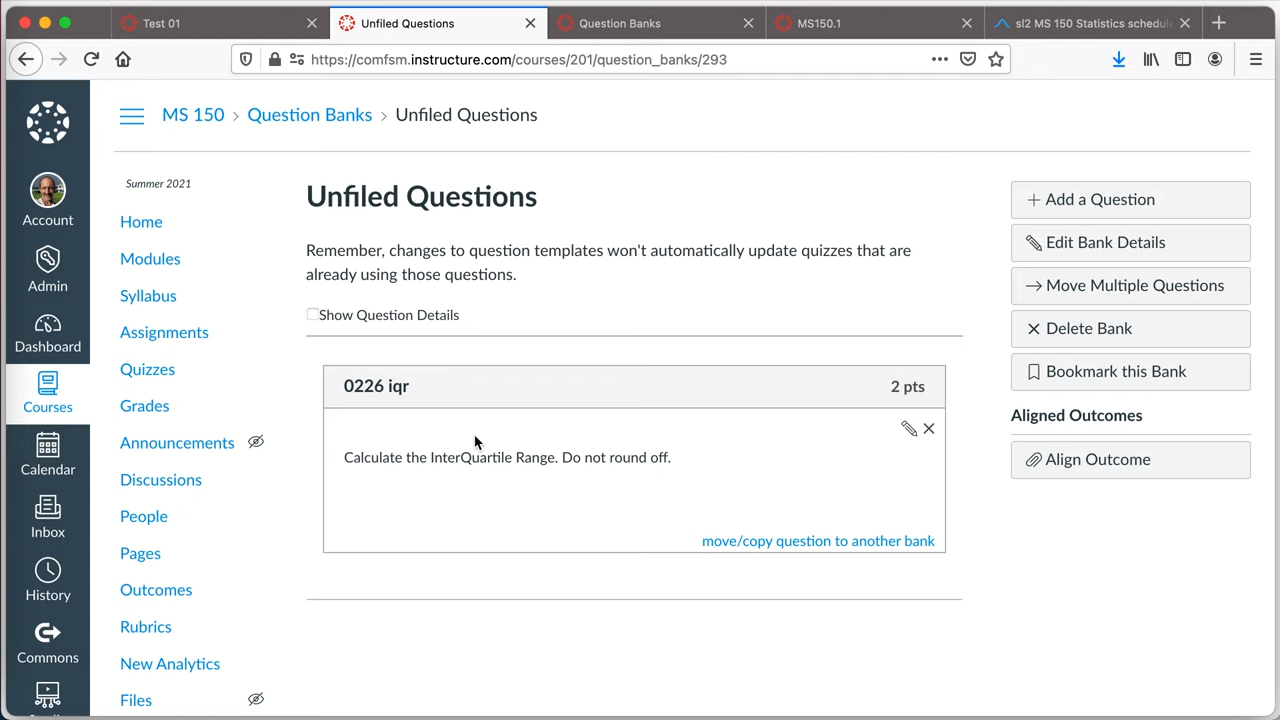 Test 01
Unfiled Questions
Question Banks
MS150.1
sl2 MS 150 Statistics schedule
https://comfsm.instructure.com/courses/201/question_banks/293
MS 150 > Question Banks > Unfiled Questions
Account
Admin
Dashboard
Courses
Calendar
Inbox
History
Commons
Summer 2021
Home
Modules
Syllabus
Assignments
Quizzes
Grades
Announcements
Discussions
People
Pages
Outcomes
Rubrics
New Analytics
Files
Unfiled Questions
Remember, changes to question templates won't automatically update quizzes that are
already using those questions.
Show Question Details
0226 iqr 2 pts
Calculate the InterQuartile Range. Do not round off.
move/copy question to another bank
+ Add a Question
Edit Bank Details
→ Move Multiple Questions
Delete Bank
Bookmark this Bank
Aligned Outcomes
Align Outcome